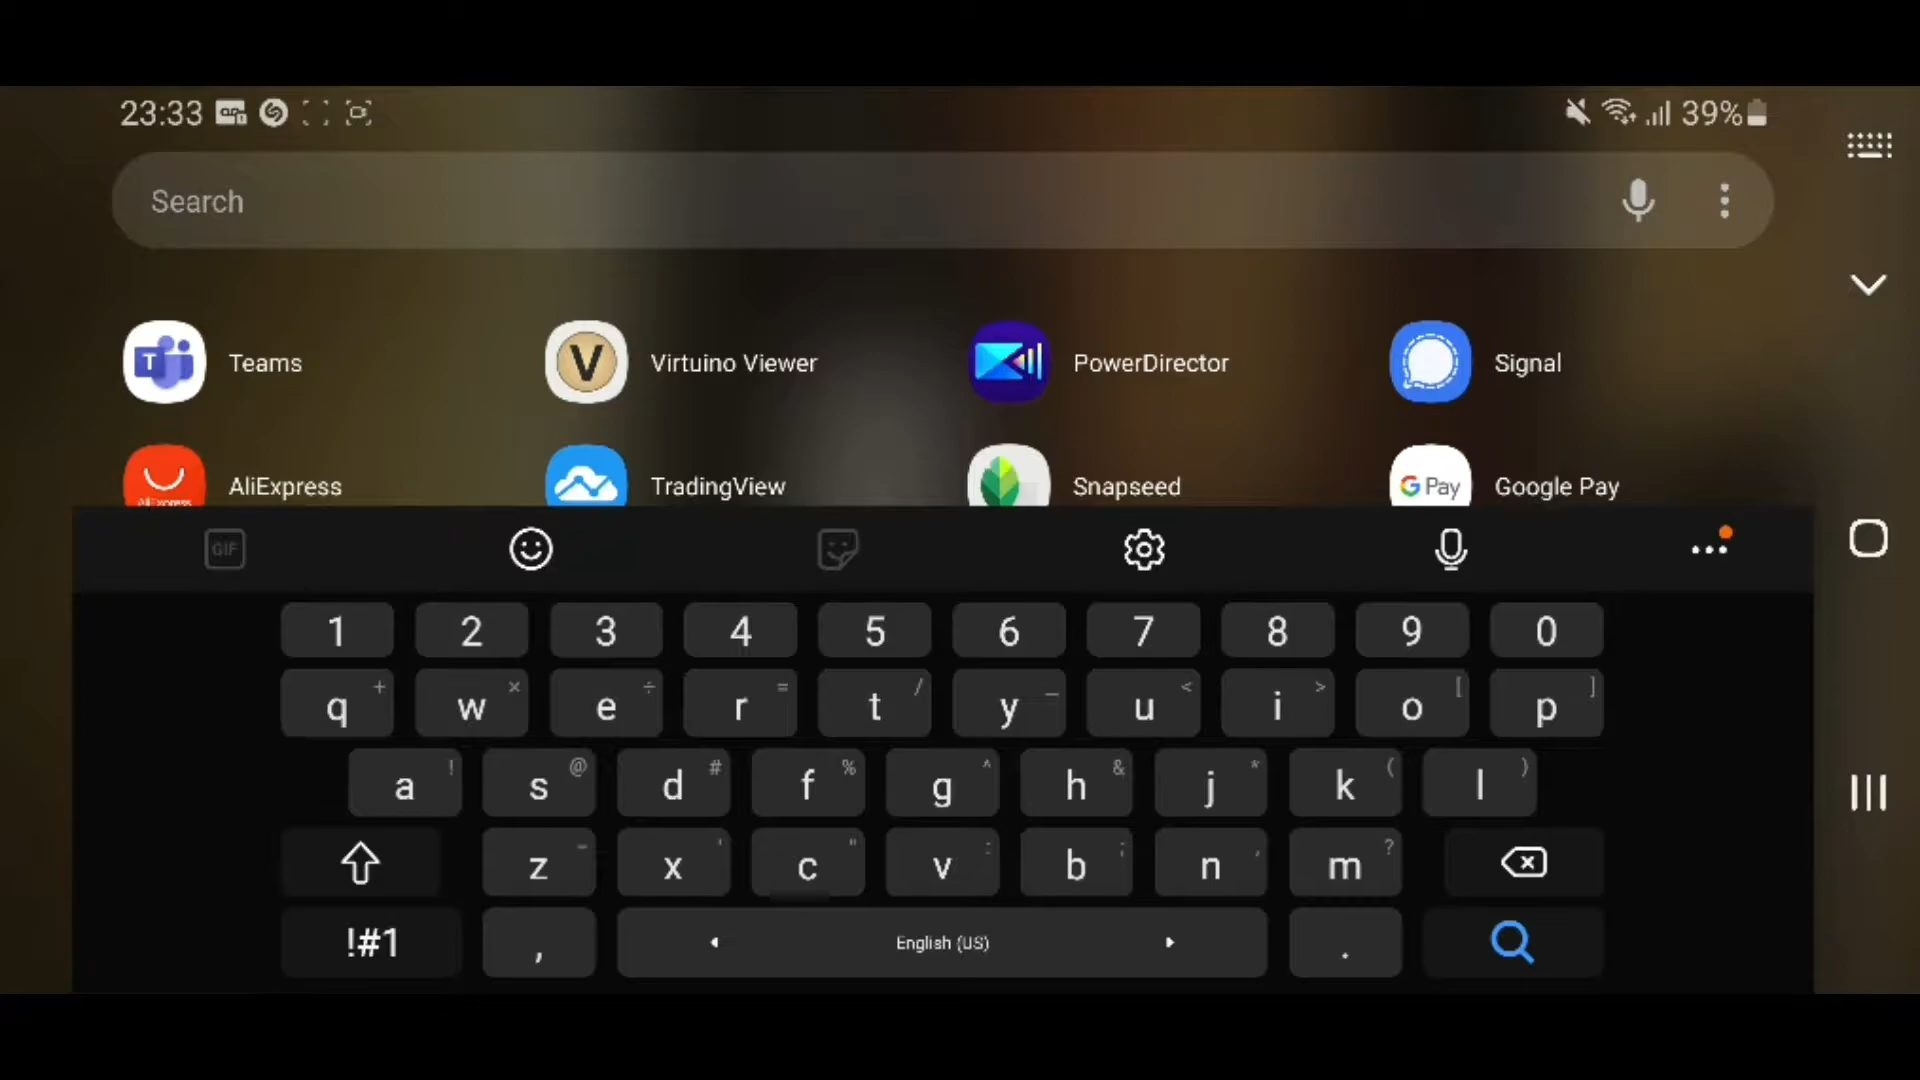 23:33 39%
Search
Teams Virtuino Viewer PowerDirector Signal
AliExpress TradingView Snapseed G Pay Google Pay
GIF
1 2 3 4 5 6 7 8 9 0
q + w × e ÷ r = t / y _ u < i > o [ p ]
a ! s @ d # f % g ^ h & j * k ( l )
z - x ' c " v : b ; n , m ?
!#1 , English (US) .